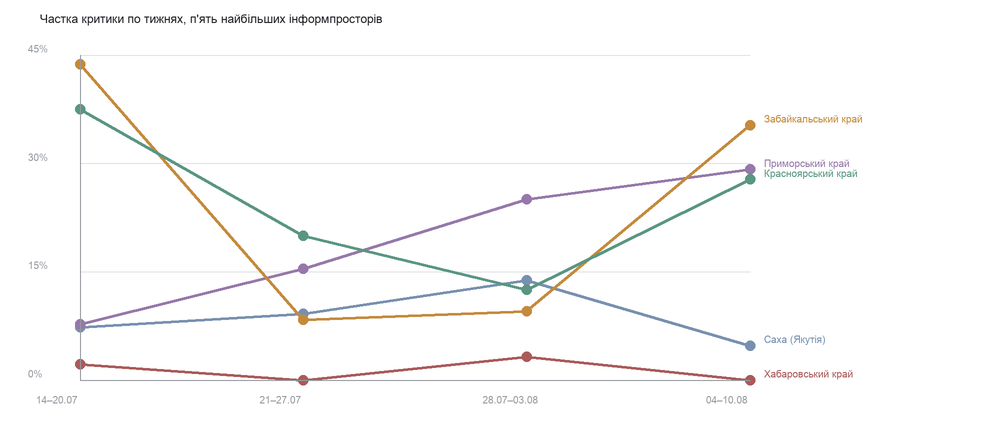 Частка критики по тижнях, п'ять найбільших інформпросторів
45%
30%
15%
0%
Забайкальський край
Приморський край
Красноярський край
Саха (Якутія)
Хабаровський край
14–20.07
21–27.07
28.07–03.08
04–10.08